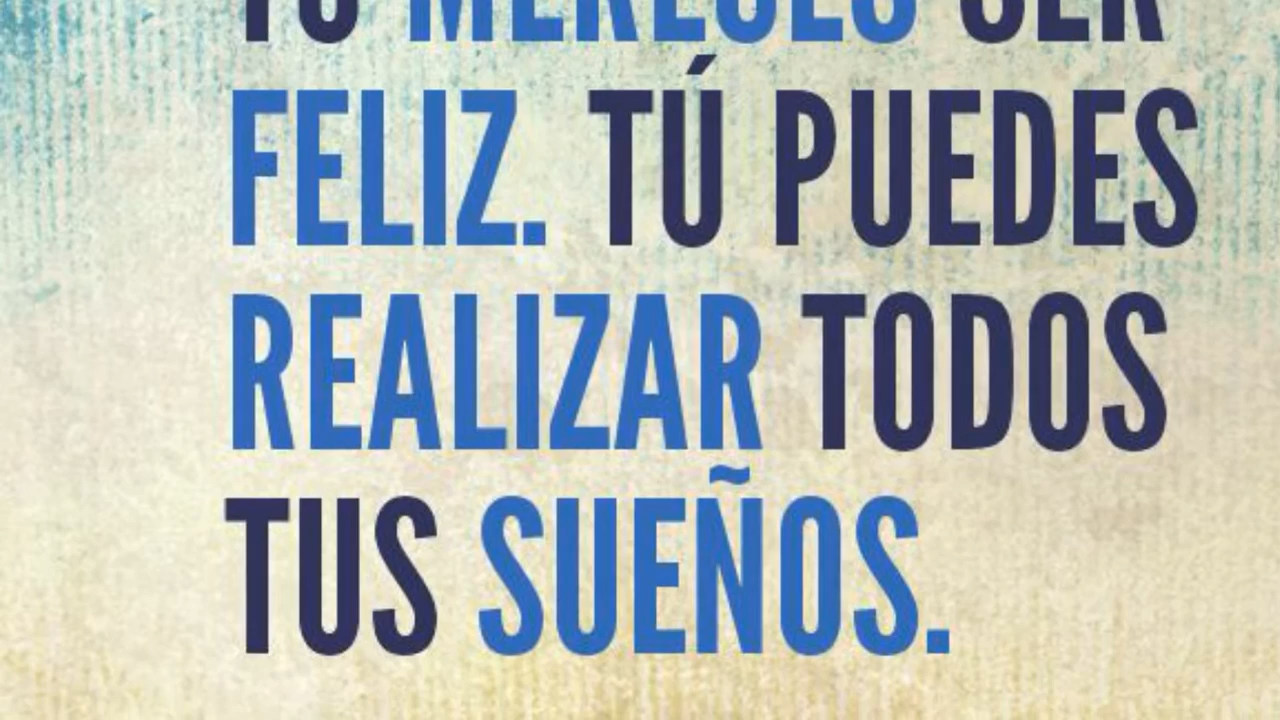 TÚ MERECES SER
FELIZ. TÚ PUEDES
REALIZAR TODOS
TUS SUEÑOS.